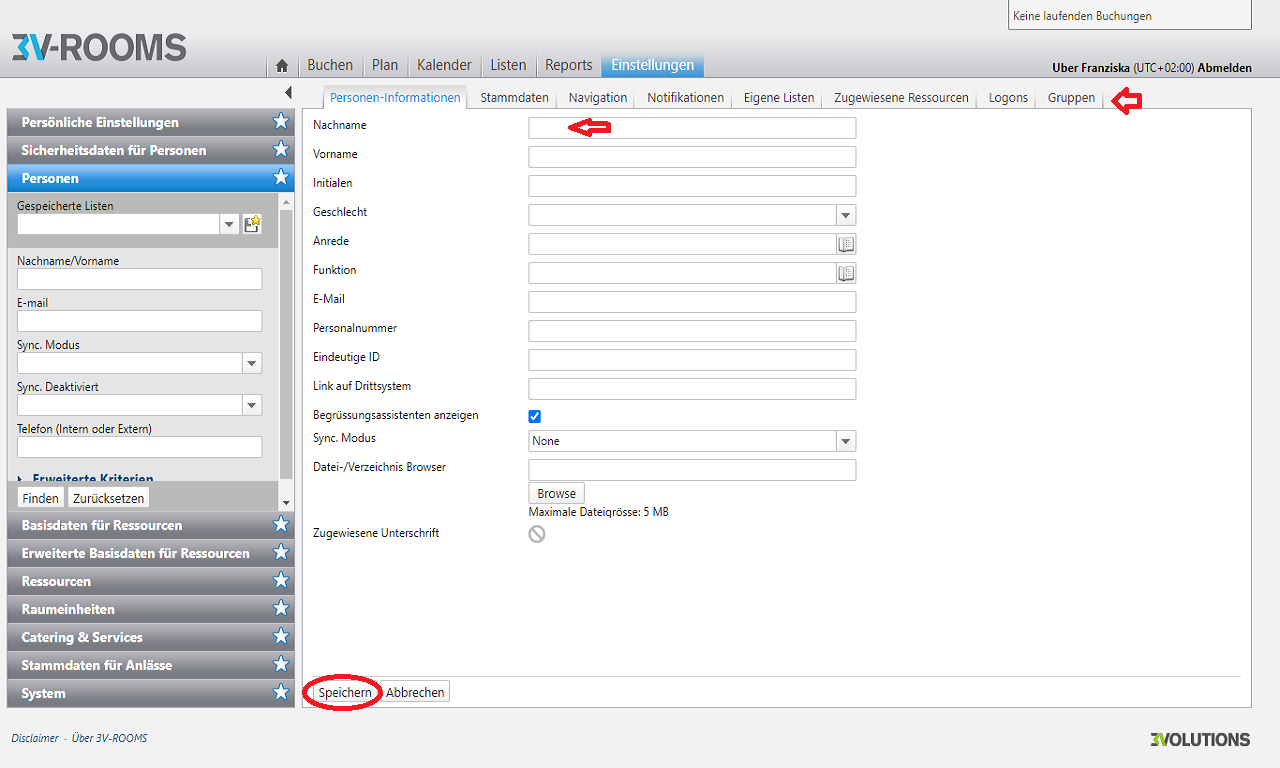 Keine laufenden Buchungen
3V-ROOMS
Buchen Plan Kalender Listen Reports Einstellungen
Uber Franziska (UTC+02:00) Abmelden
Personen-Informationen Stammdaten Navigation Notifikationen Eigene Listen Zugewiesene Ressourcen Logons Gruppen
Persönliche Einstellungen
Sicherheitsdaten für Personen
Personen
Gespeicherte Listen
Nachname/Vorname
E-mail
Sync. Modus
Sync. Deaktiviert
Telefon (Intern oder Extern)
Erweiterte Kriterien
Finden Zurücksetzen
Basisdaten für Ressourcen
Erweiterte Basisdaten für Ressourcen
Ressourcen
Raumeinheiten
Catering & Services
Stammdaten für Anlässe
System
Nachname
Vorname
Initialen
Geschlecht
Anrede
Funktion
E-Mail
Personalnummer
Eindeutige ID
Link auf Drittsystem
Begrüssungsassistenten anzeigen
Sync. Modus None
Datei-/Verzeichnis Browser
Browse
Maximale Dateigrösse: 5 MB
Zugewiesene Unterschrift
Speichern Abbrechen
Disclaimer - Über 3V-ROOMS
3VOLUTIONS